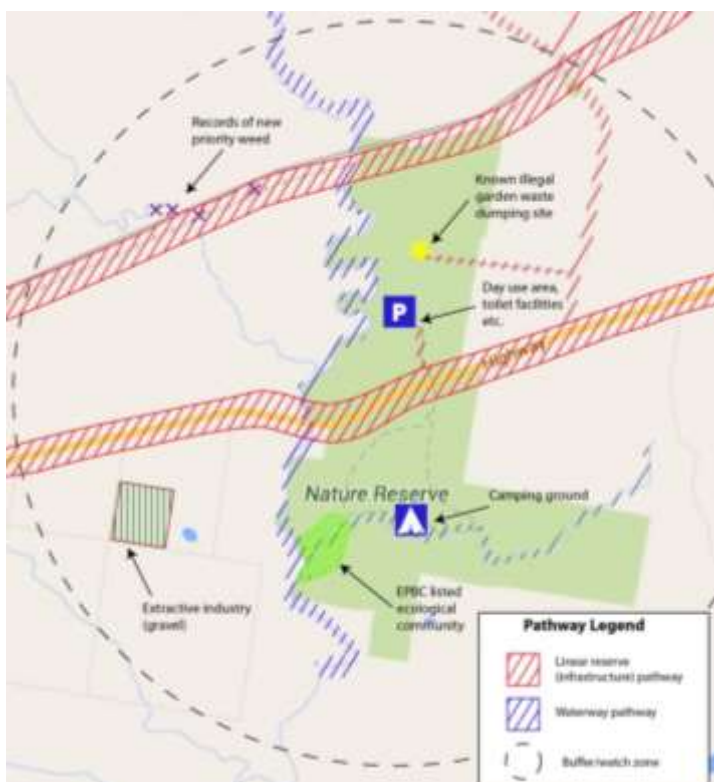 Records of new
priority weed
Known illegal
garden waste
dumping site
P
Day use area,
toilet facilities
etc.
Highway
Nature Reserve
Camping ground
Extractive industry
(gravel)
EPBC listed
ecological
community
Pathway Legend
Linear reserve
(infrastructure) pathway
Waterway pathway
Buffer/watch zone